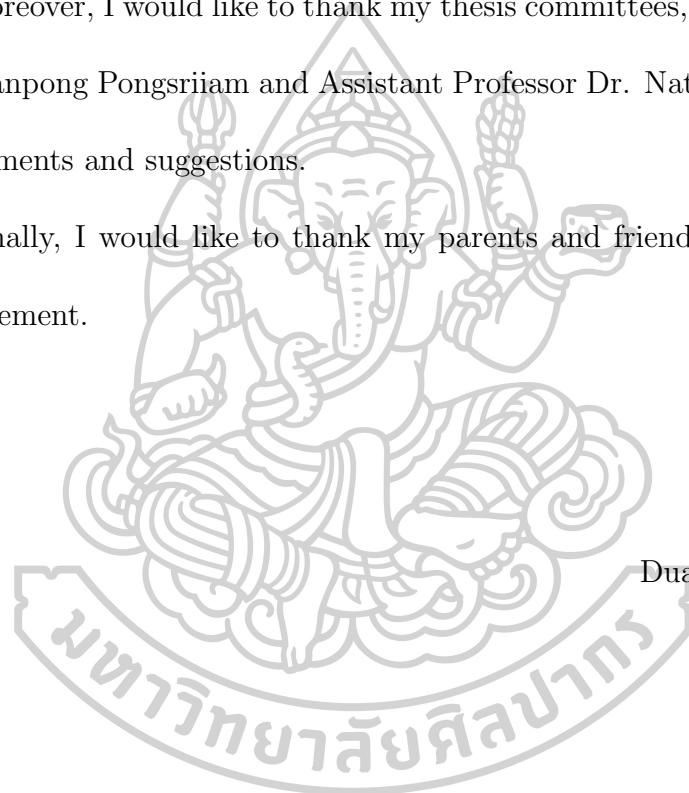 oreover, I would like to thank my thesis committees,
anpong Pongsriiam and Assistant Professor Dr. Nat
ments and suggestions.
nally, I would like to thank my parents and friend
ement.
Dua
มหาวิทยาลัยศิลปากร